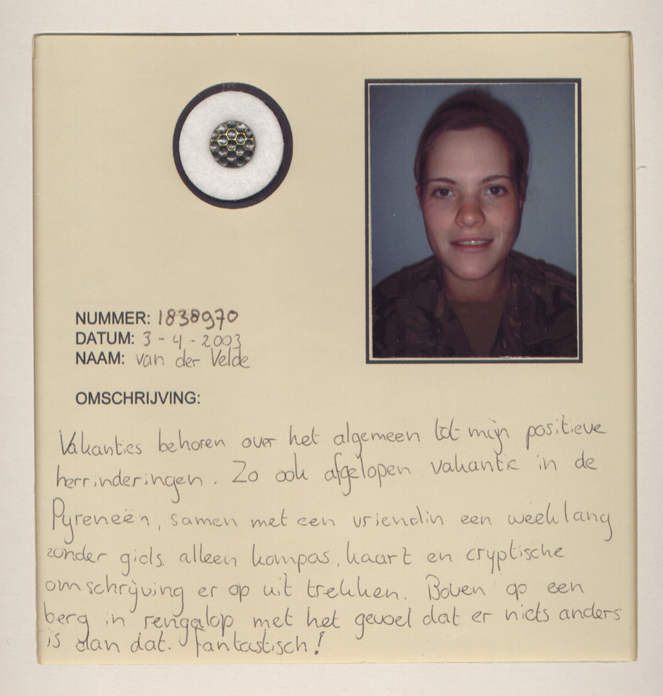 NUMMER: 1838970
DATUM: 3-4-2003
NAAM: van der Velde
OMSCHRIJVING:
Vakanties behoren over het algemeen tot mijn positieve
herrinderingen. Zo ook afgelopen vakantie in de
Pyreneën, samen met een vriendin een week lang
zonder gids, alleen kompas, kaart en cryptische
omschrijving er op uit trekken. Boven op een
berg in rengalop met het gevoel dat er niets anders
is dan dat. fantastisch!